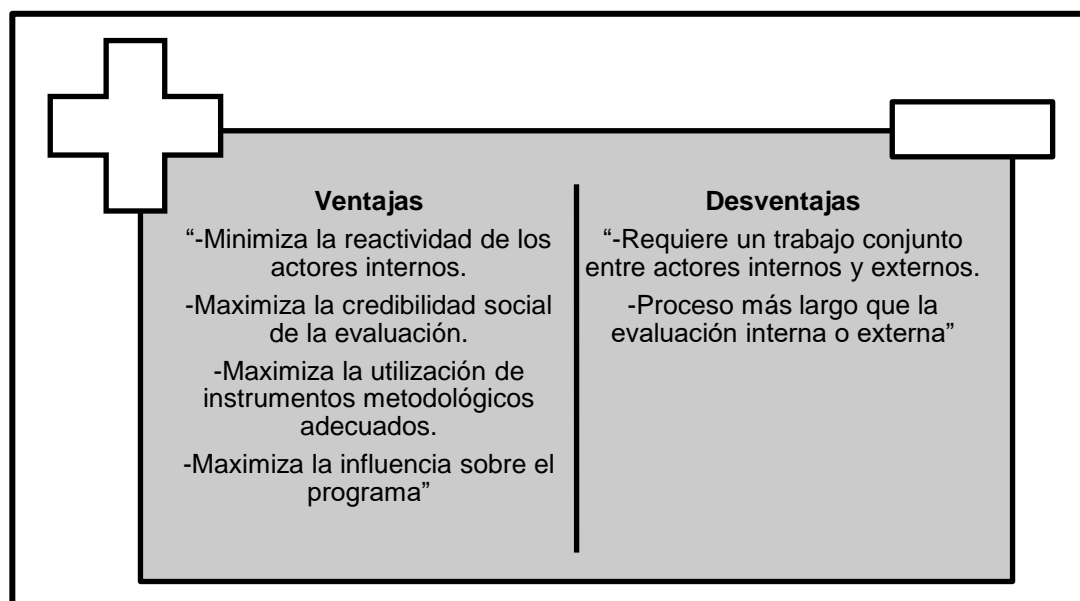 Ventajas
“-Minimiza la reactividad de los
actores internos.
-Maximiza la credibilidad social
de la evaluación.
-Maximiza la utilización de
instrumentos metodológicos
adecuados.
-Maximiza la influencia sobre el
programa”
Desventajas
“-Requiere un trabajo conjunto
entre actores internos y externos.
-Proceso más largo que la
evaluación interna o externa”